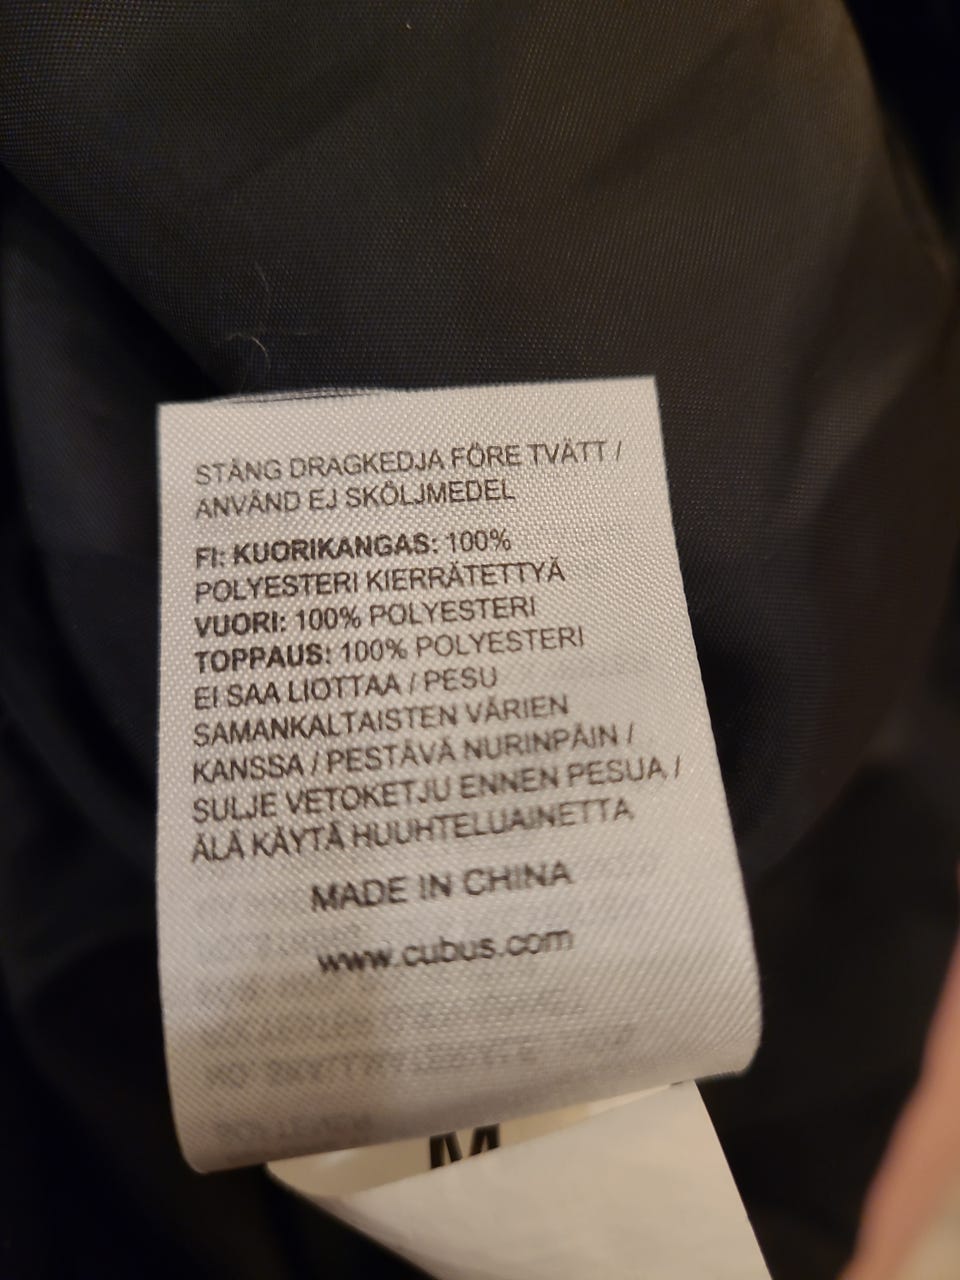 STÄNG DRAGKEDJA FÖRE TVÄTT /
ANVÄND EJ SKÖLJMEDEL
FI: KUORIKANGAS: 100%
POLYESTERI KIERRÄTETTYÄ
VUORI: 100% POLYESTERI
TOPPAUS: 100% POLYESTERI
EI SAA LIOTTAA / PESU
SAMANKALTAISTEN VÄRIEN
KANSSA / PESTÄVÄ NURINPÄIN /
SULJE VETOKETJU ENNEN PESUA /
ÄLÄ KÄYTÄ HUUHTELUAINETTA
MADE IN CHINA
www.cubus.com
M